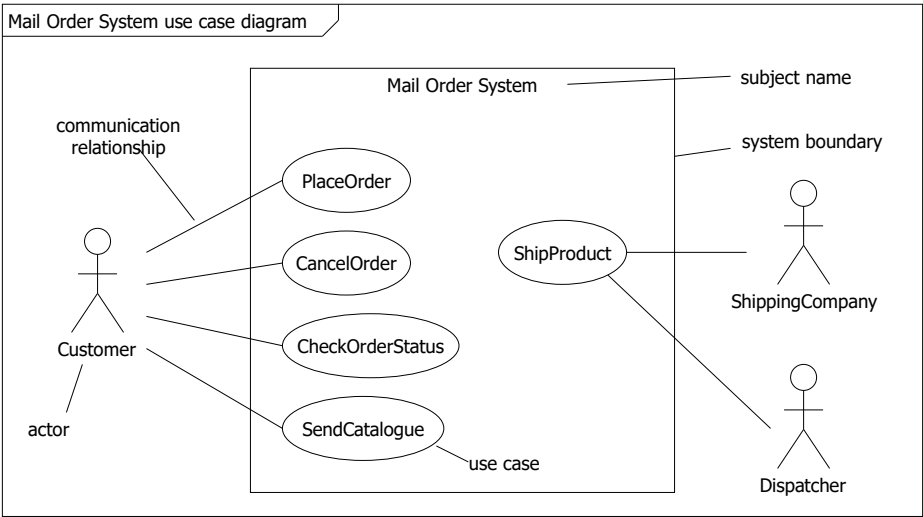 Mail Order System use case diagram
Mail Order System
subject name
communication
relationship
system boundary
PlaceOrder
CancelOrder
ShipProduct
ShippingCompany
Customer
CheckOrderStatus
actor
SendCatalogue
use case
Dispatcher